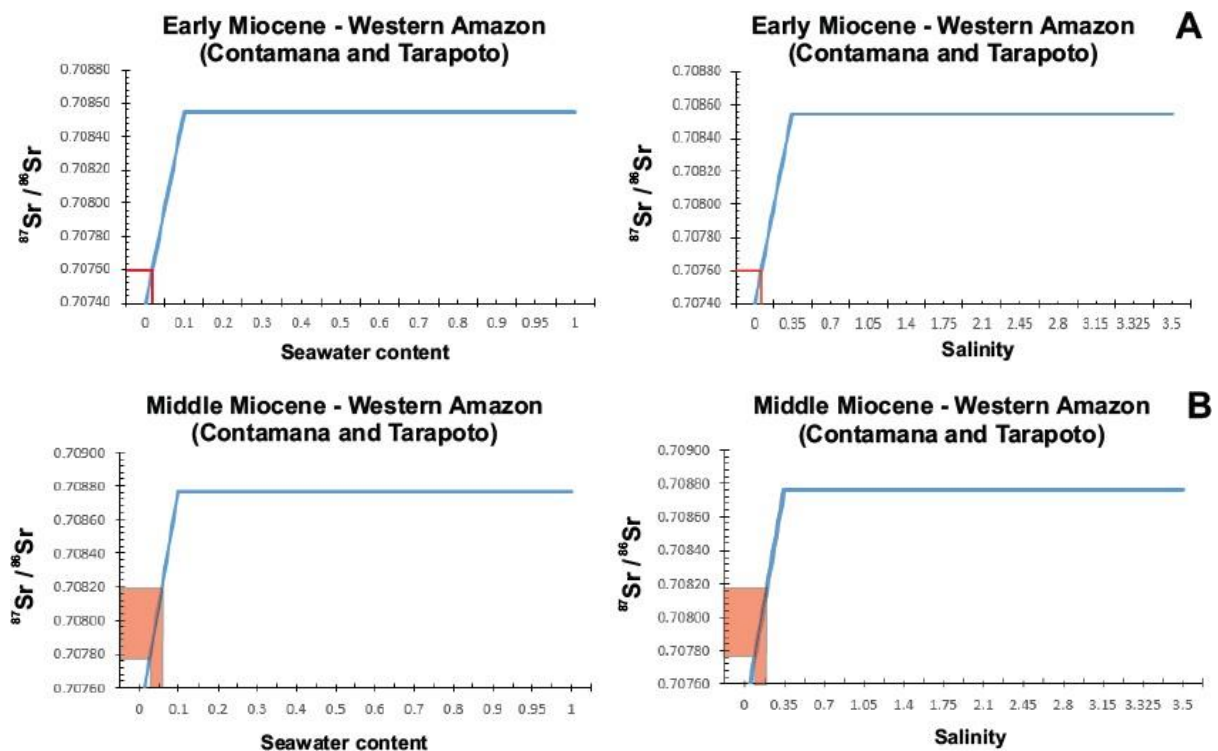 Early Miocene - Western Amazon
(Contamana and Tarapoto)
0.70880
0.70860
0.70840
0.70820
0.70800
0.70780
0.70760
0.70740
⁸⁷Sr /⁸⁶Sr
0 0.1 0.2 0.3 0.4 0.5 0.6 0.7 0.8 0.9 0.95 1
Seawater content
Early Miocene - Western Amazon
(Contamana and Tarapoto)
A
0.70880
0.70860
0.70840
0.70820
0.70800
0.70780
0.70760
0.70740
⁸⁷Sr /⁸⁶Sr
0 0.35 0.7 1.05 1.4 1.75 2.1 2.45 2.8 3.15 3.325 3.5
Salinity
Middle Miocene - Western Amazon
(Contamana and Tarapoto)
0.70900
0.70880
0.70860
0.70840
0.70820
0.70800
0.70780
0.70760
⁸⁷Sr /⁸⁶Sr
0 0.1 0.2 0.3 0.4 0.5 0.6 0.7 0.8 0.9 0.95 1
Seawater content
Middle Miocene - Western Amazon
(Contamana and Tarapoto)
B
0.70900
0.70880
0.70860
0.70840
0.70820
0.70800
0.70780
0.70760
⁸⁷Sr /⁸⁶Sr
0 0.35 0.7 1.05 1.4 1.75 2.1 2.45 2.8 3.15 3.325 3.5
Salinity